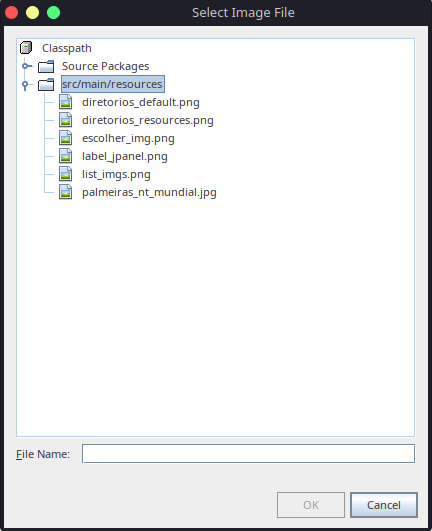 Select Image File
Classpath
Source Packages
src/main/resources
diretorios_default.png
diretorios_resources.png
escolher_img.png
label_jpanel.png
list_imgs.png
palmeiras_nt_mundial.jpg
File Name:
OK Cancel